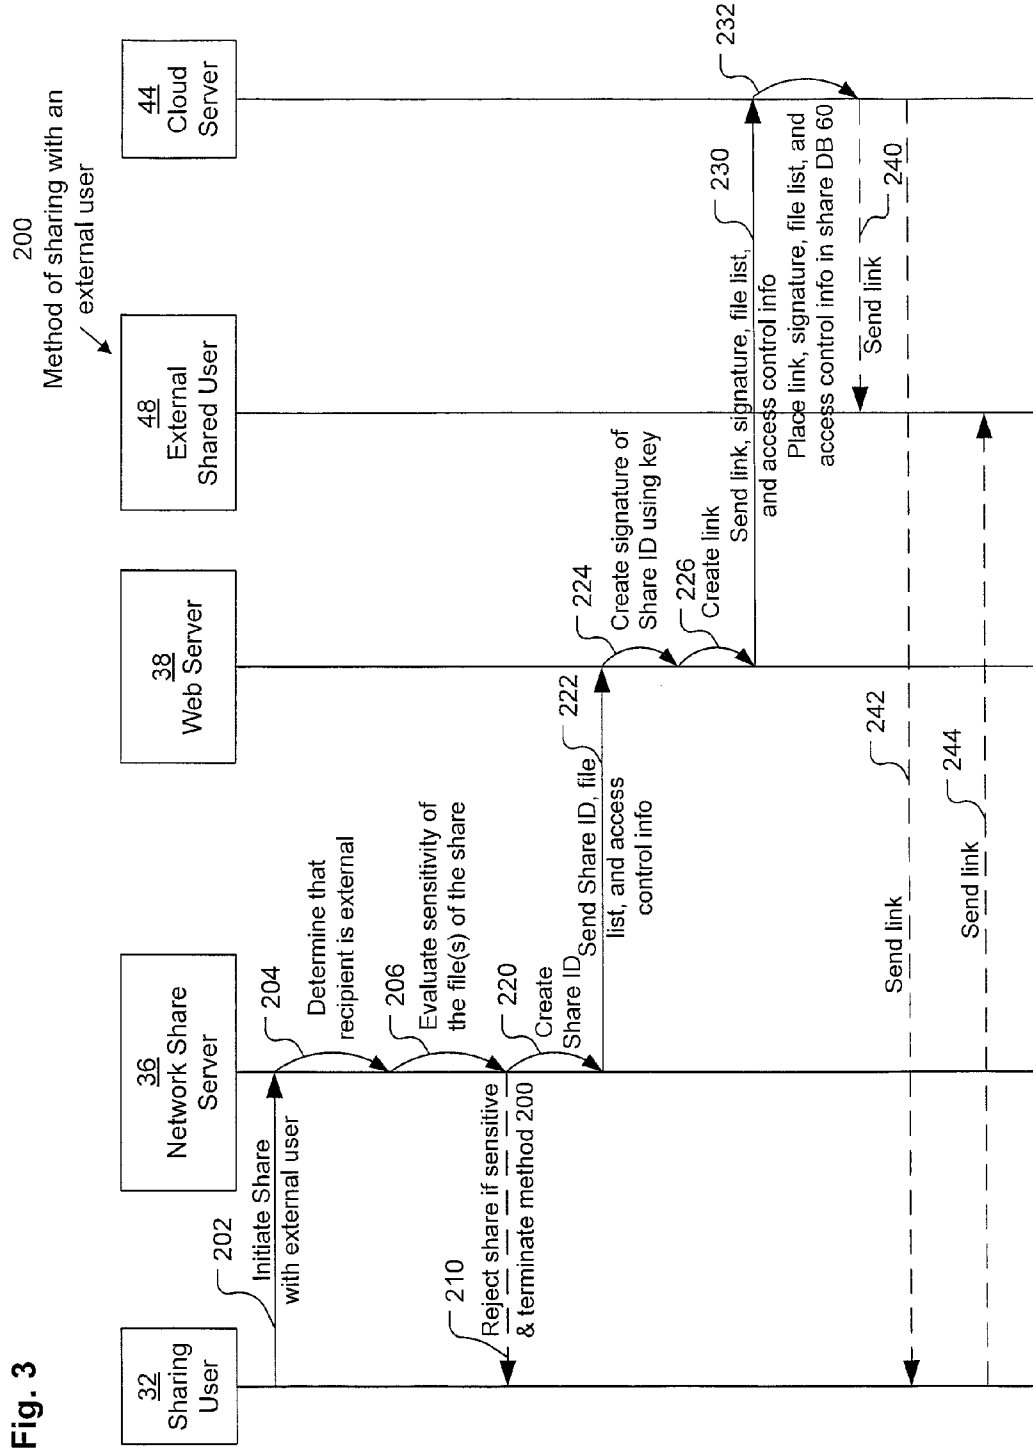 Fig. 3
200
Method of sharing with an
external user
32
Sharing
User
36
Network Share
Server
38
Web Server
48
External
Shared User
44
Cloud
Server
202
Initiate Share
with external user
204
Determine that
recipient is external
206
Evaluate sensitivity of
the file(s) of the share
210
Reject share if sensitive
& terminate method 200
220
Create
Share ID
222
Send Share ID, file
list, and access
control info
224
Create signature of
Share ID using key
226
Create link
230
Send link, signature, file list,
and access control info
232
Place link, signature, file list, and
access control info in share DB 60
240
Send link
242
Send link
244
Send link